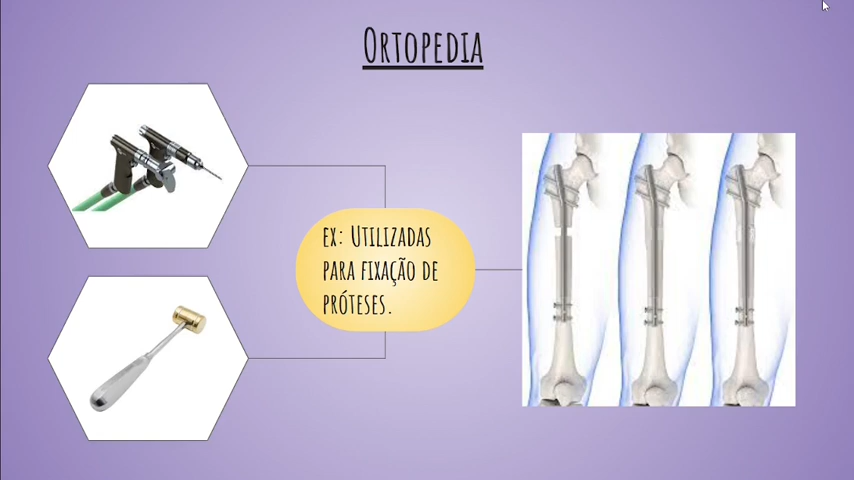 Ortopedia
ex: Utilizadas
para fixação de
próteses.